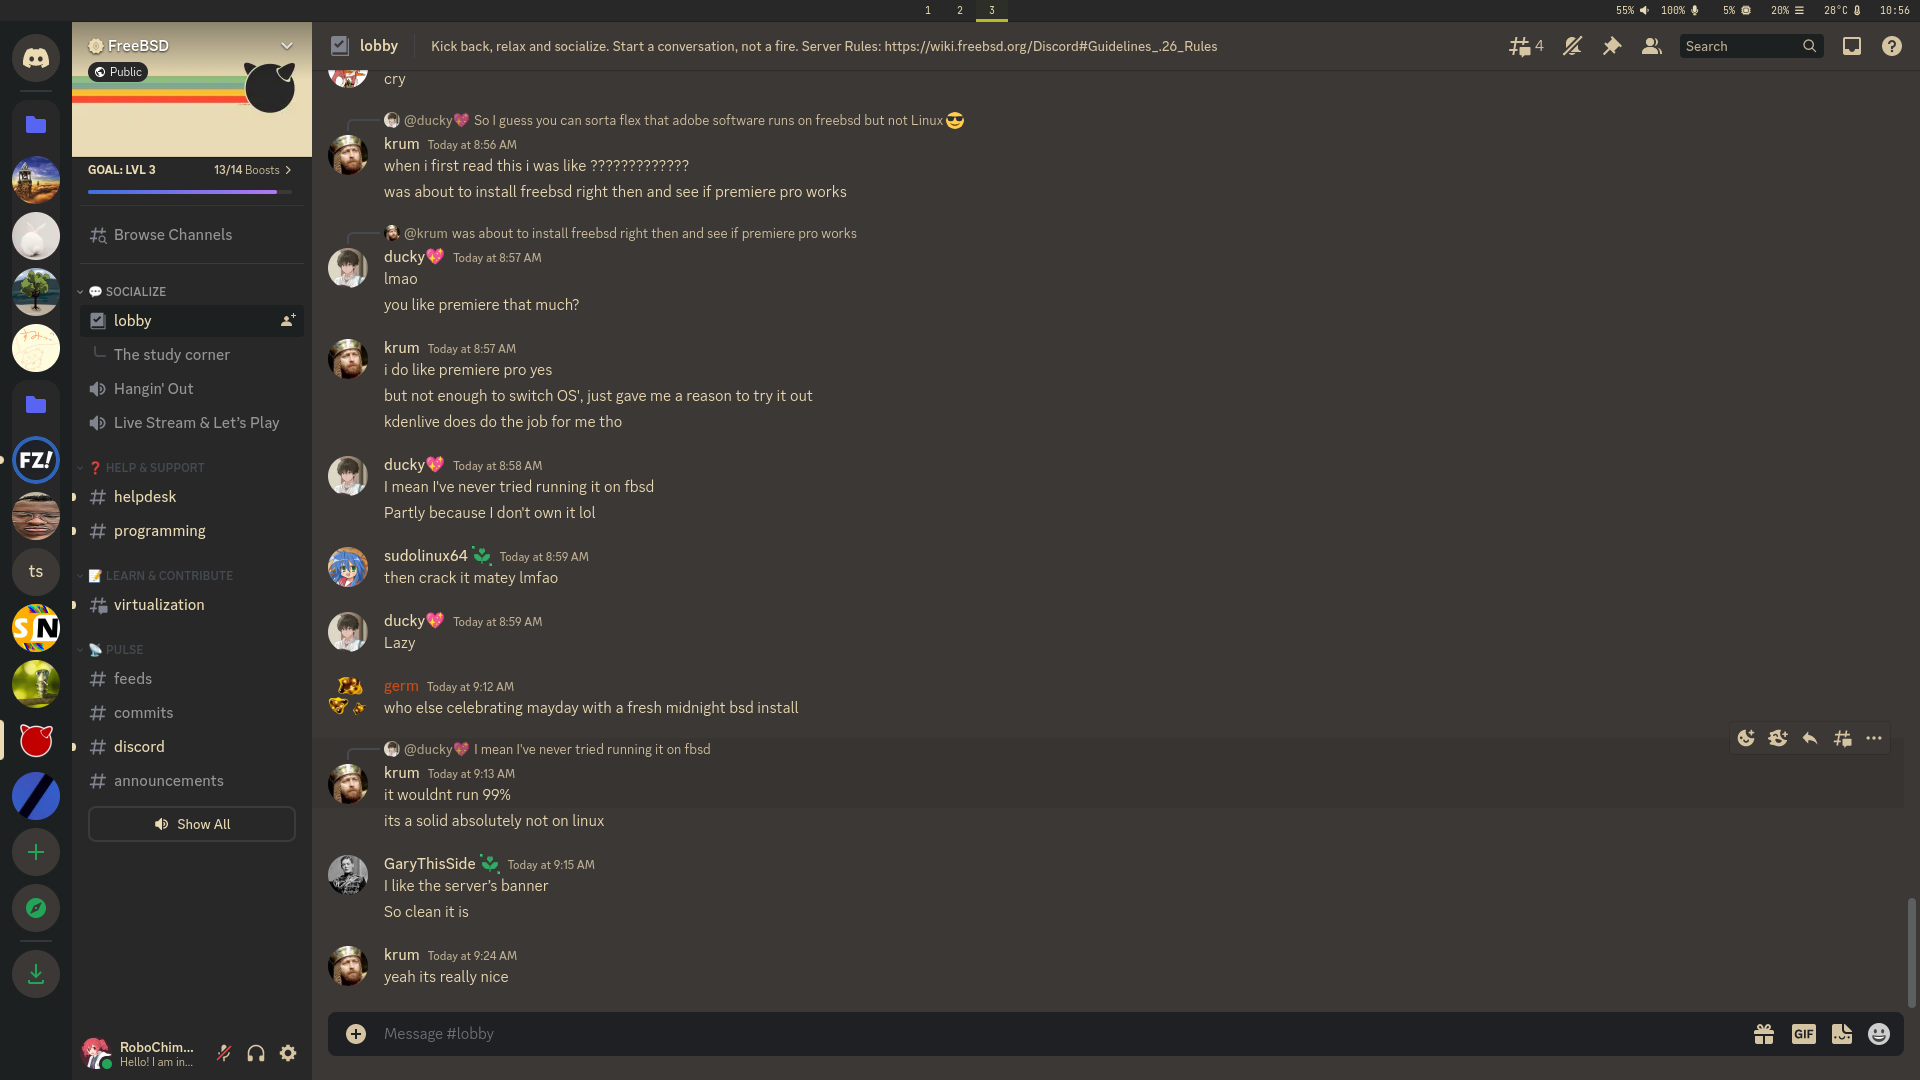 1 2 3
55% 100% 5% 20% 28°C 10:56
FreeBSD
Public
GOAL: LVL 3 13/14 Boosts
Browse Channels
SOCIALIZE
lobby
The study corner
Hangin' Out
Live Stream & Let's Play
HELP & SUPPORT
helpdesk
programming
LEARN & CONTRIBUTE
virtualization
PULSE
feeds
commits
discord
announcements
Show All
FZ!
ts
SN
RoboChim...
Hello! I am in...
lobby Kick back, relax and socialize. Start a conversation, not a fire. Server Rules: https://wiki.freebsd.org/Discord#Guidelines_.26_Rules
4
Search
cry
@ducky💖 So I guess you can sorta flex that adobe software runs on freebsd but not Linux 😎
krum Today at 8:56 AM
when i first read this i was like ?????????????
was about to install freebsd right then and see if premiere pro works
@krum was about to install freebsd right then and see if premiere pro works
ducky💖 Today at 8:57 AM
lmao
you like premiere that much?
krum Today at 8:57 AM
i do like premiere pro yes
but not enough to switch OS', just gave me a reason to try it out
kdenlive does do the job for me tho
ducky💖 Today at 8:58 AM
I mean I've never tried running it on fbsd
Partly because I don't own it lol
sudolinux64 Today at 8:59 AM
then crack it matey lmfao
ducky💖 Today at 8:59 AM
Lazy
germ Today at 9:12 AM
who else celebrating mayday with a fresh midnight bsd install
@ducky💖 I mean I've never tried running it on fbsd
krum Today at 9:13 AM
it wouldnt run 99%
its a solid absolutely not on linux
GaryThisSide Today at 9:15 AM
I like the server's banner
So clean it is
krum Today at 9:24 AM
yeah its really nice
Message #lobby
GIF